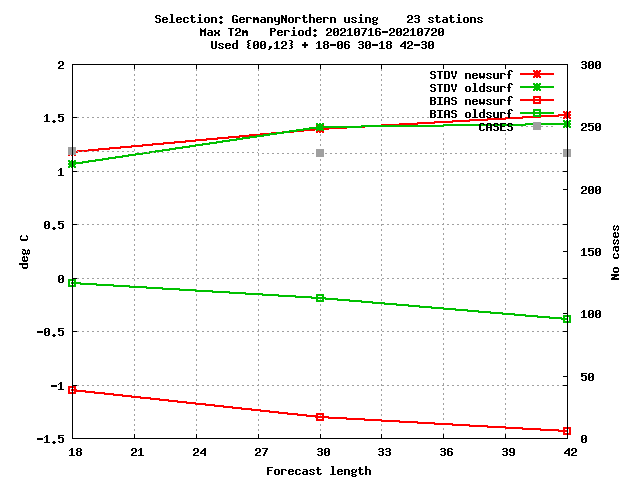 Selection: GermanyNorthern using    23 stations
Max T2m   Period: 20210716-20210720
Used {00,12} + 18-06 30-18 42-30
STDV newsurf
STDV oldsurf
BIAS newsurf
BIAS oldsurf
CASES
2
1.5
1
0.5
0
-0.5
-1
-1.5
deg C
300
250
200
150
100
50
0
No cases
18 21 24 27 30 33 36 39 42
Forecast length